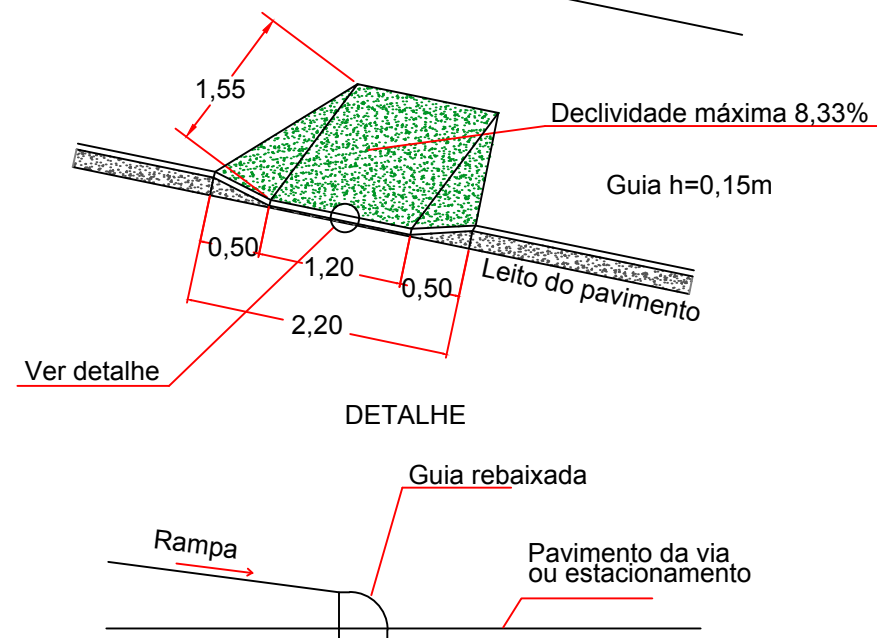 1,55
Declividade máxima 8,33%
Guia h=0,15m
0,50
1,20
0,50
Leito do pavimento
2,20
Ver detalhe
DETALHE
Guia rebaixada
Rampa
Pavimento da via
ou estacionamento